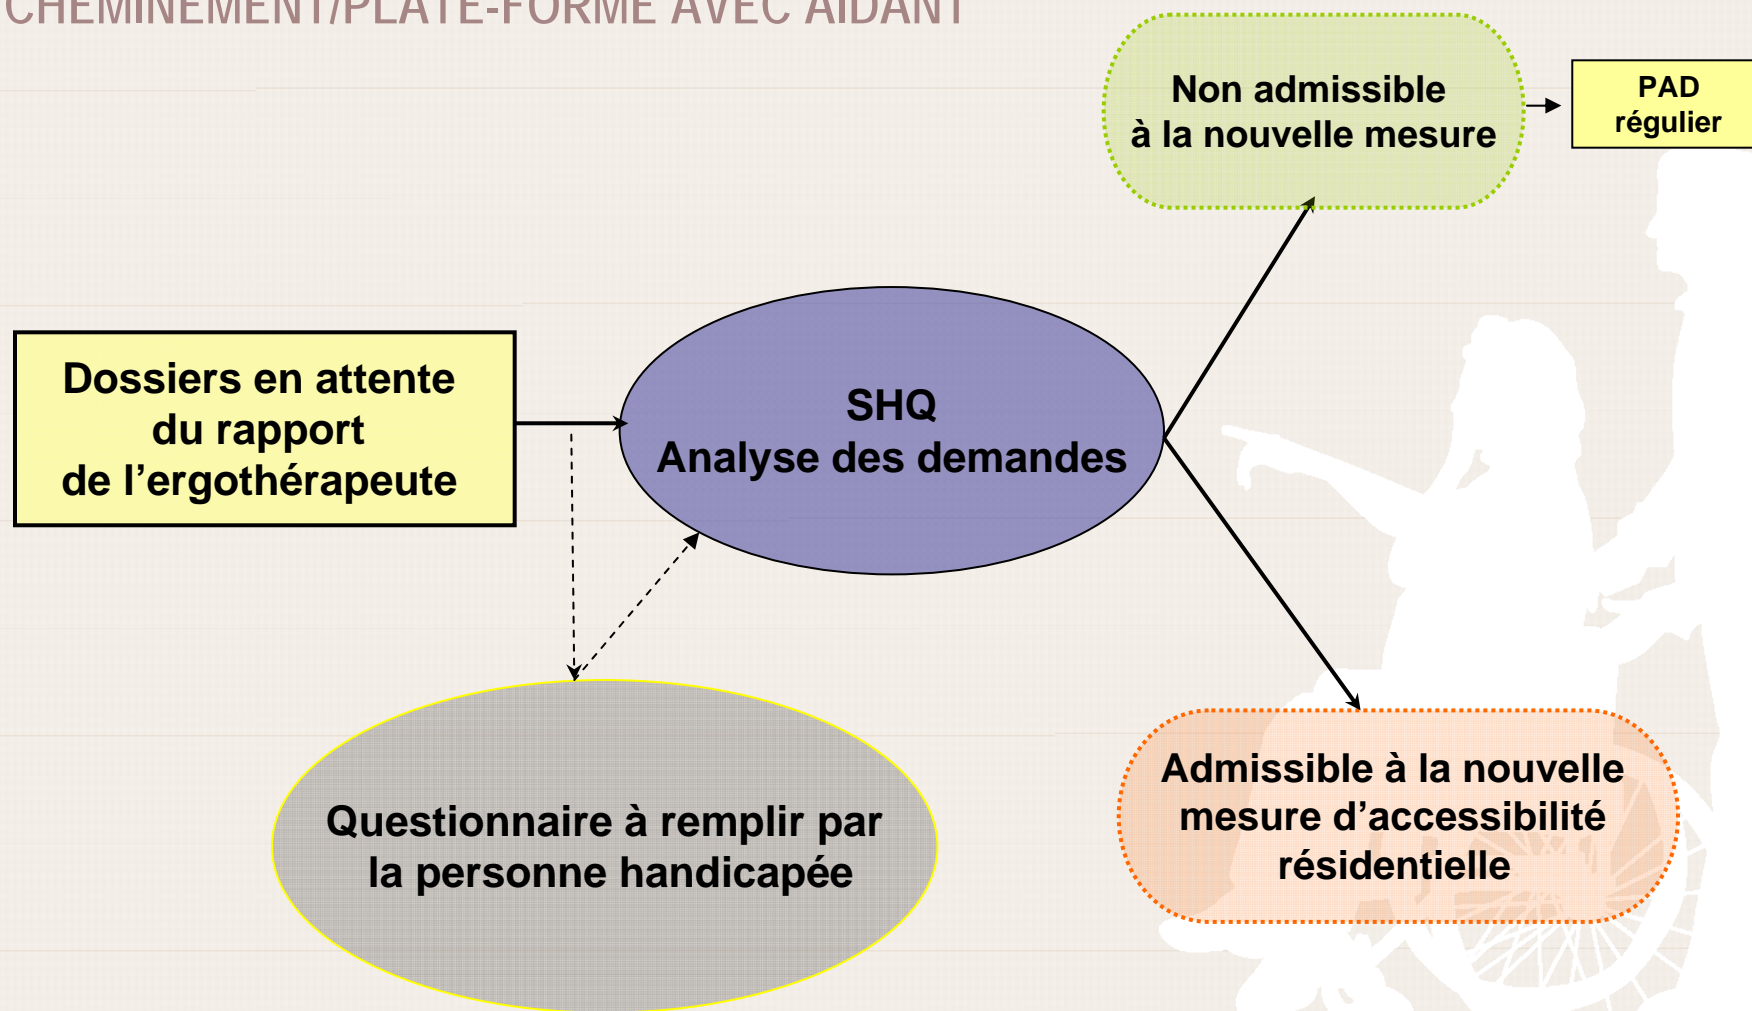 CHEMINEMENT/PLATE-FORME AVEC AIDANT
Non admissible
à la nouvelle mesure
PAD
régulier
Dossiers en attente
du rapport
de l’ergothérapeute
SHQ
Analyse des demandes
Questionnaire à remplir par
la personne handicapée
Admissible à la nouvelle
mesure d’accessibilité
résidentielle